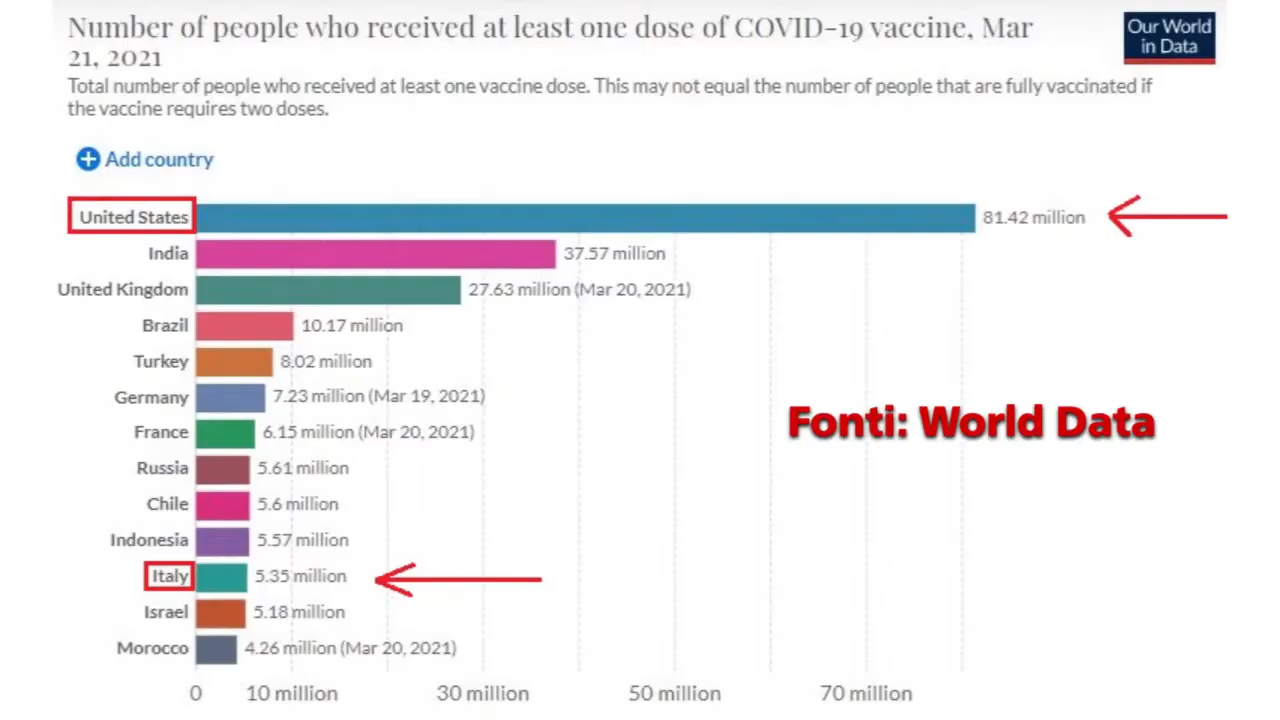 Number of people who received at least one dose of COVID-19 vaccine, Mar
21, 2021
Our World
in Data
Total number of people who received at least one vaccine dose. This may not equal the number of people that are fully vaccinated if
the vaccine requires two doses.
Add country
United States 81.42 million
India 37.57 million
United Kingdom 27.63 million (Mar 20, 2021)
Brazil 10.17 million
Turkey 8.02 million
Germany 7.23 million (Mar 19, 2021)
France 6.15 million (Mar 20, 2021)
Fonti: World Data
Russia 5.61 million
Chile 5.6 million
Indonesia 5.57 million
Italy 5.35 million
Israel 5.18 million
Morocco 4.26 million (Mar 20, 2021)
0 10 million 30 million 50 million 70 million